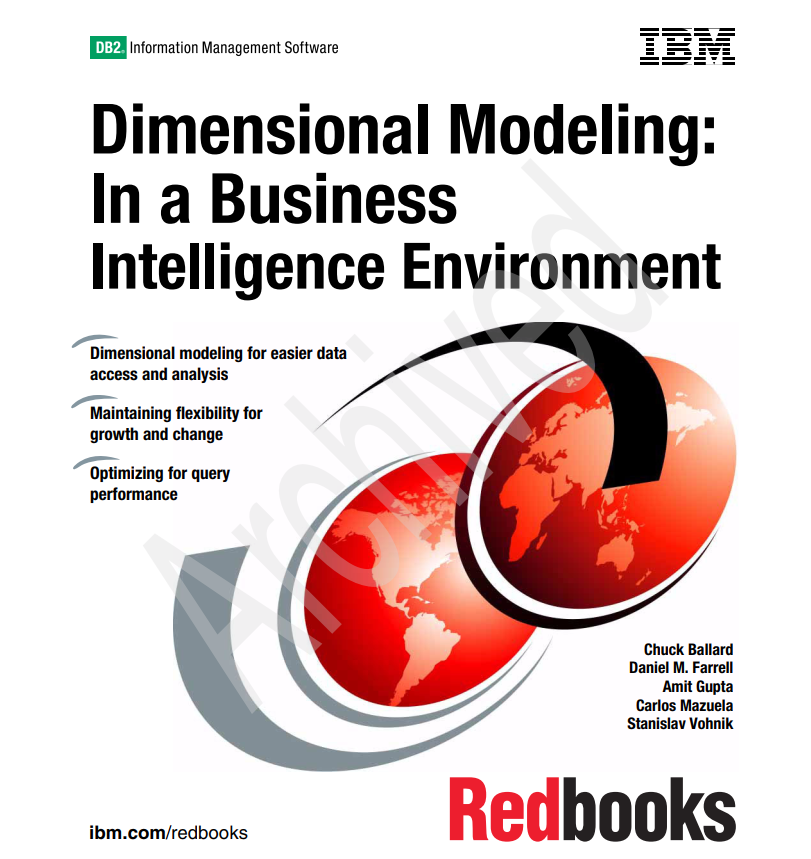 DB2. Information Management Software
IBM
Dimensional Modeling:
In a Business
Intelligence Environment
Dimensional modeling for easier data
access and analysis
Maintaining flexibility for
growth and change
Optimizing for query
performance
Archived
Chuck Ballard
Daniel M. Farrell
Amit Gupta
Carlos Mazuela
Stanislav Vohnik
ibm.com/redbooks
Redbooks